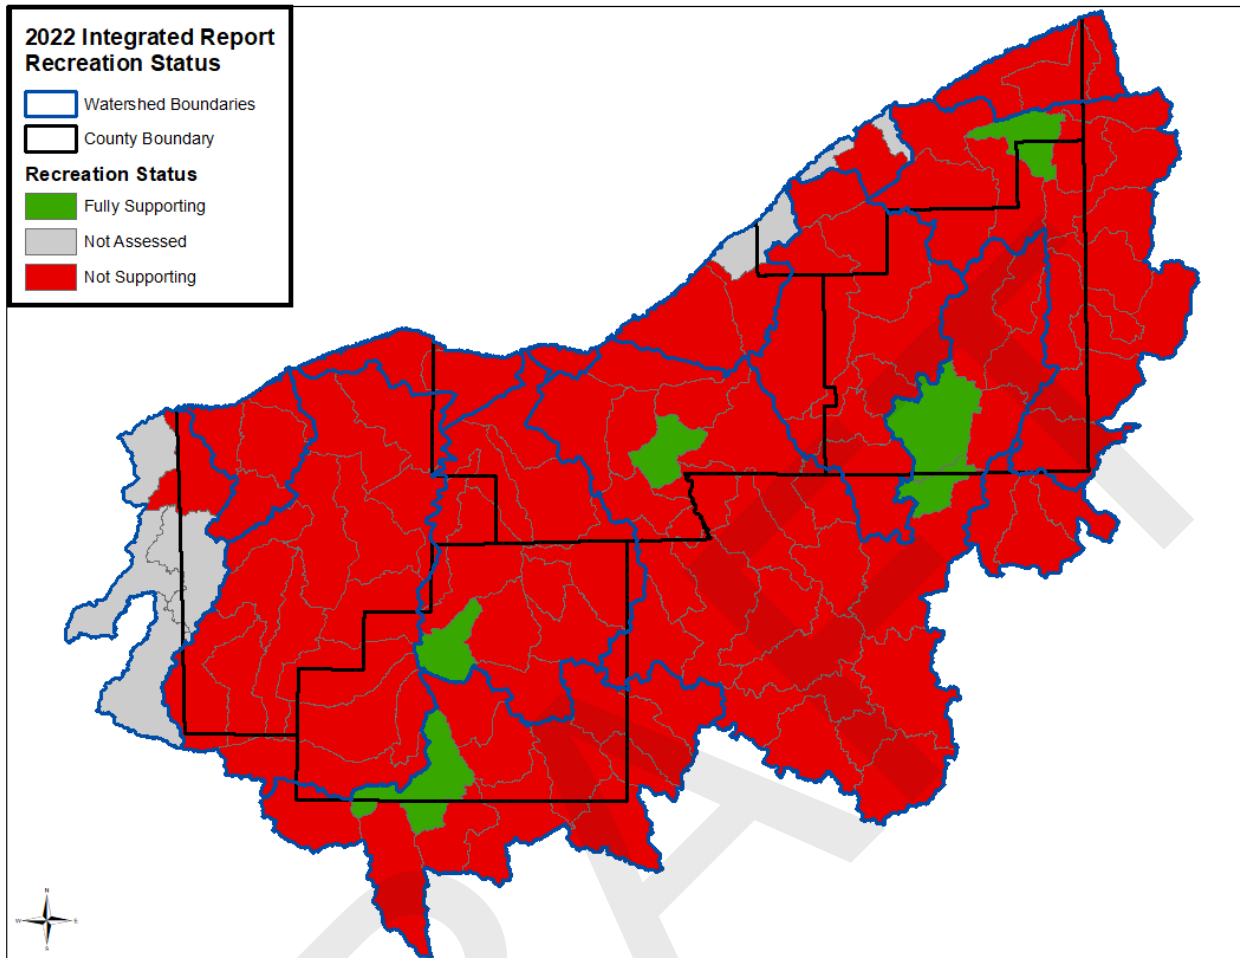 2022 Integrated Report
Recreation Status
Watershed Boundaries
County Boundary
Recreation Status
Fully Supporting
Not Assessed
Not Supporting
N
W E
S